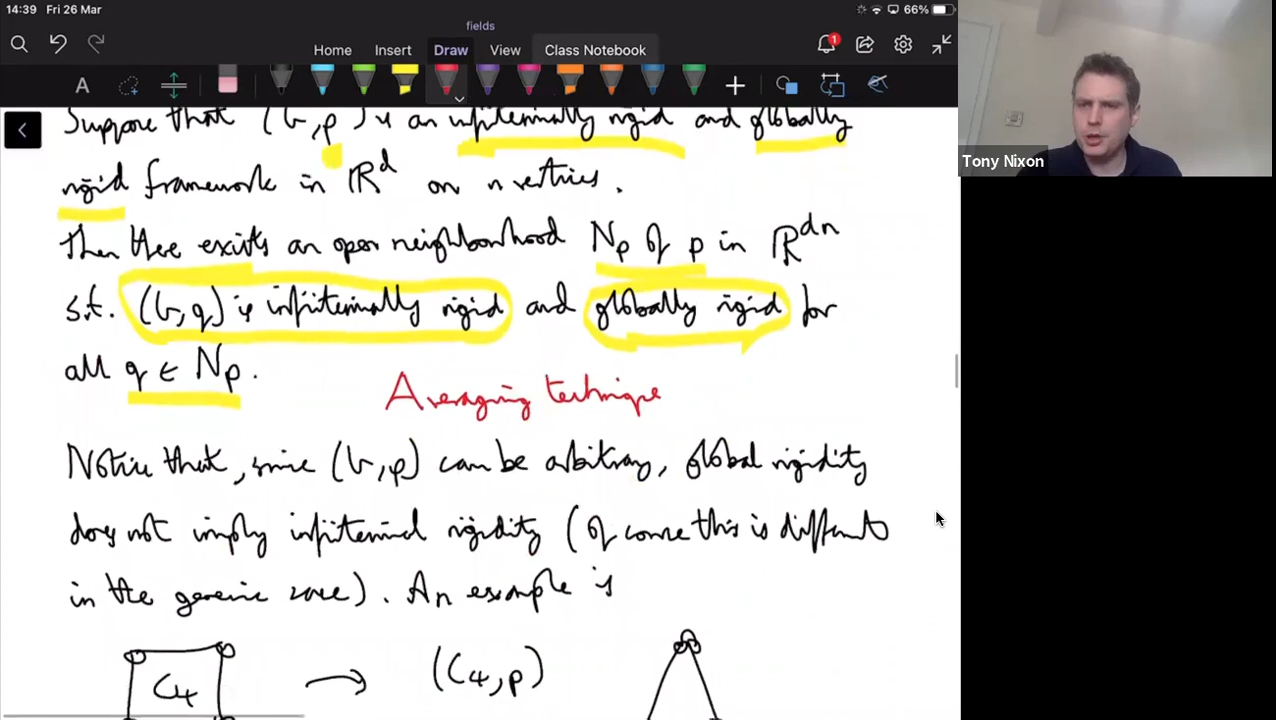 14:39 Fri 26 Mar
66%
fields
Home Insert Draw View Class Notebook
1
A
Suppose that (G, p) is an infinitesimally rigid and globally
rigid framework in ℝ^d on n vertices.
Then there exists an open neighbourhood N_p of p in ℝ^dn
s.t. (G, q) is infinitesimally rigid and globally rigid for
all q ∈ N_p.
Averaging technique
Notice that, since (G, p) can be arbitrary, global rigidity
does not imply infinitesimal rigidity (of course this is different
in the generic case). An example is
C4 → (C4, p)
Tony Nixon